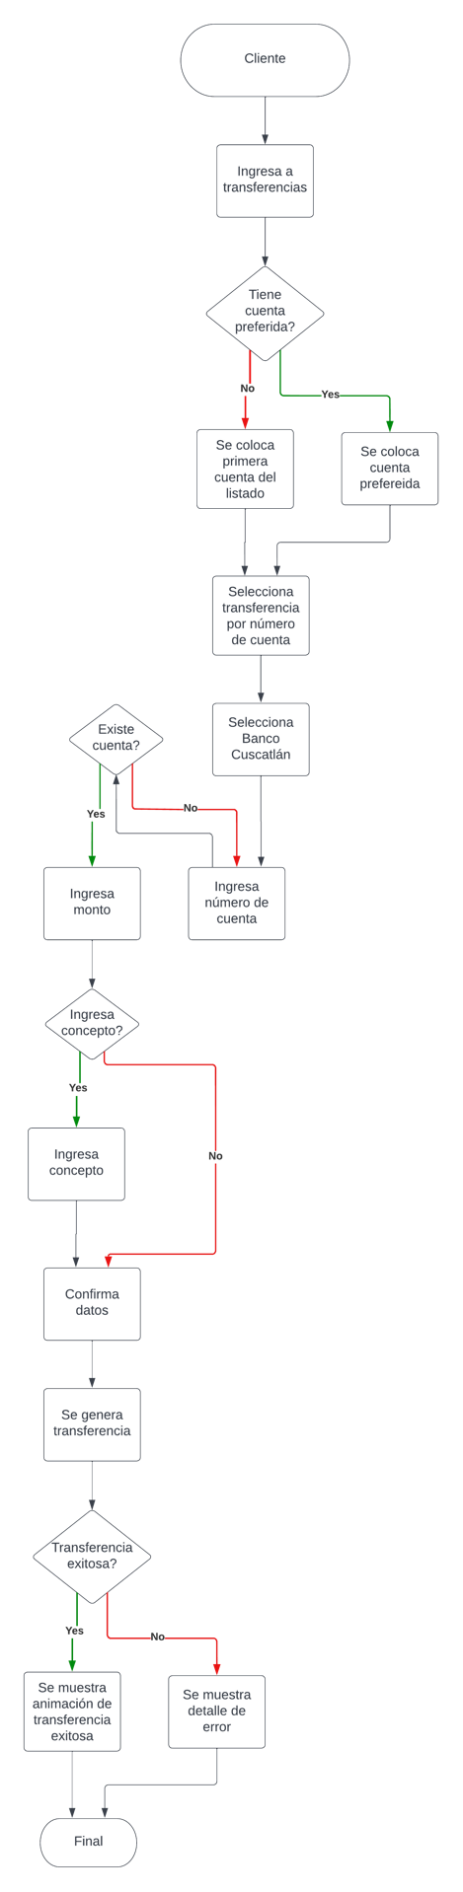 Cliente
Ingresa a
transferencias
Tiene
cuenta
preferida?
No
Yes
Se coloca
primera
cuenta del
listado
Se coloca
cuenta
prefereida
Selecciona
transferencia
por número
de cuenta
Selecciona
Banco
Cuscatlán
Existe
cuenta?
Yes
No
Ingresa
monto
Ingresa
número de
cuenta
Ingresa
concepto?
Yes
No
Ingresa
concepto
Confirma
datos
Se genera
transferencia
Transferencia
exitosa?
Yes
No
Se muestra
animación de
transferencia
exitosa
Se muestra
detalle de
error
Final